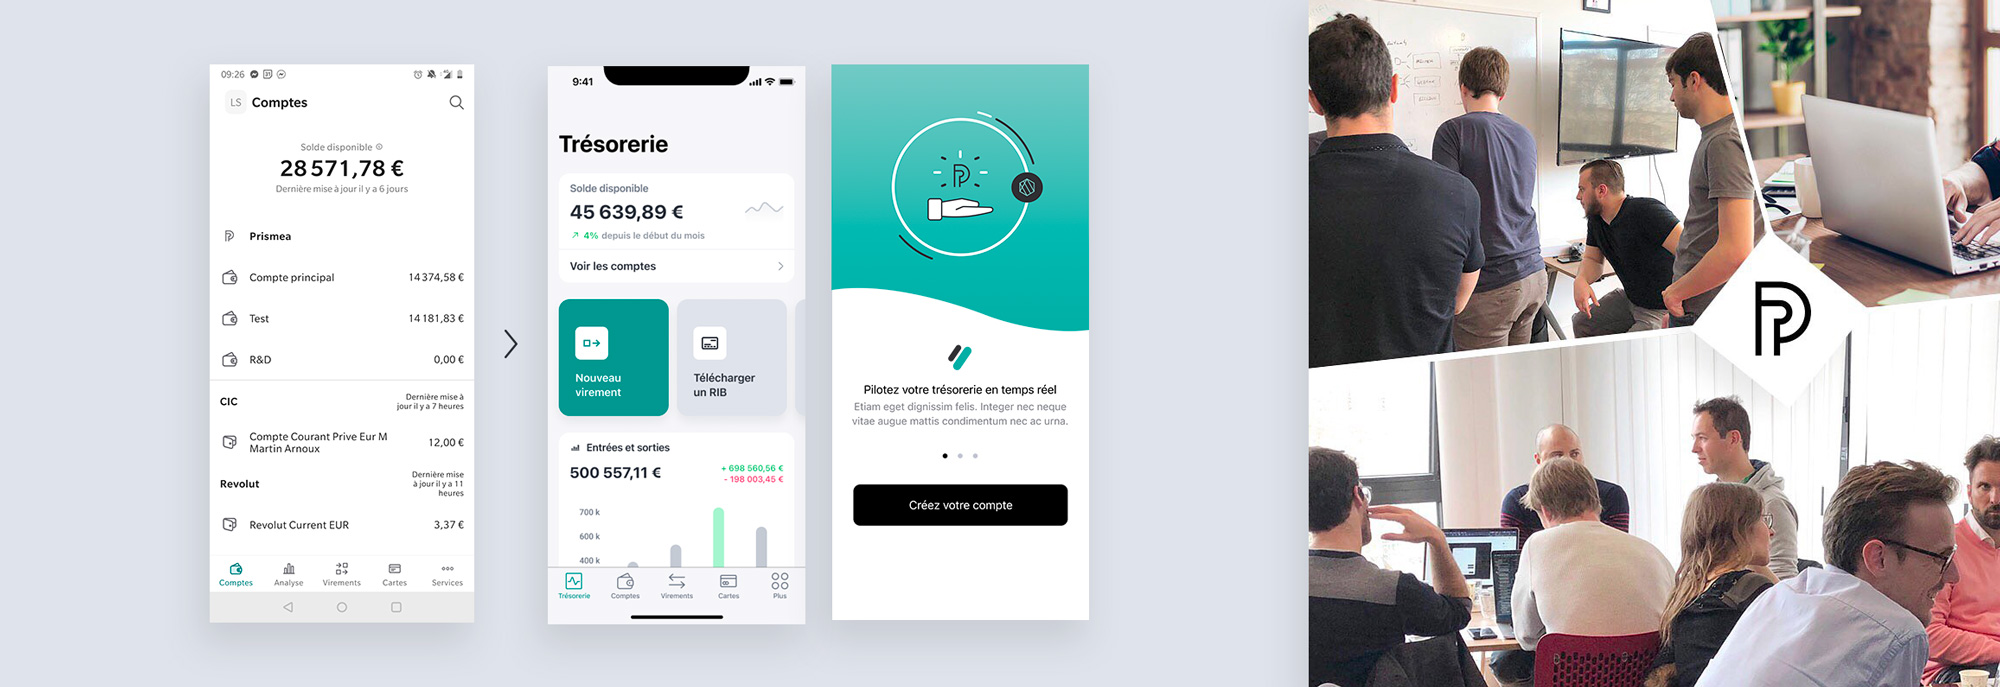 09:26
LS Comptes
Solde disponible
28 571,78 €
Dernière mise à jour il y a 6 jours
Prismea
Compte principal 14 374,58 €
Test 14 181,83 €
R&D 0,00 €
CIC Dernière mise à
jour il y a 7 heures
Compte Courant Prive Eur M
Martin Arnoux
12,00 €
Revolut Dernière mise
à jour il y a 11
heures
Revolut Current EUR 3,37 €
Comptes Analyse Virements Cartes Services
9:41
Trésorerie
Solde disponible
45 639,89 €
4% depuis le début du mois
Voir les comptes
Nouveau
virement
Télécharger
un RIB
Entrées et sorties
500 557,11 €
+ 698 560,56 €
- 198 003,45 €
700 k
600 k
400 k
Trésorerie Comptes Virements Cartes Plus
Pilotez votre trésorerie en temps réel
Etiam eget dignissim felis. Integer nec neque
vitae augue mattis condimentum nec ac urna.
Créez votre compte